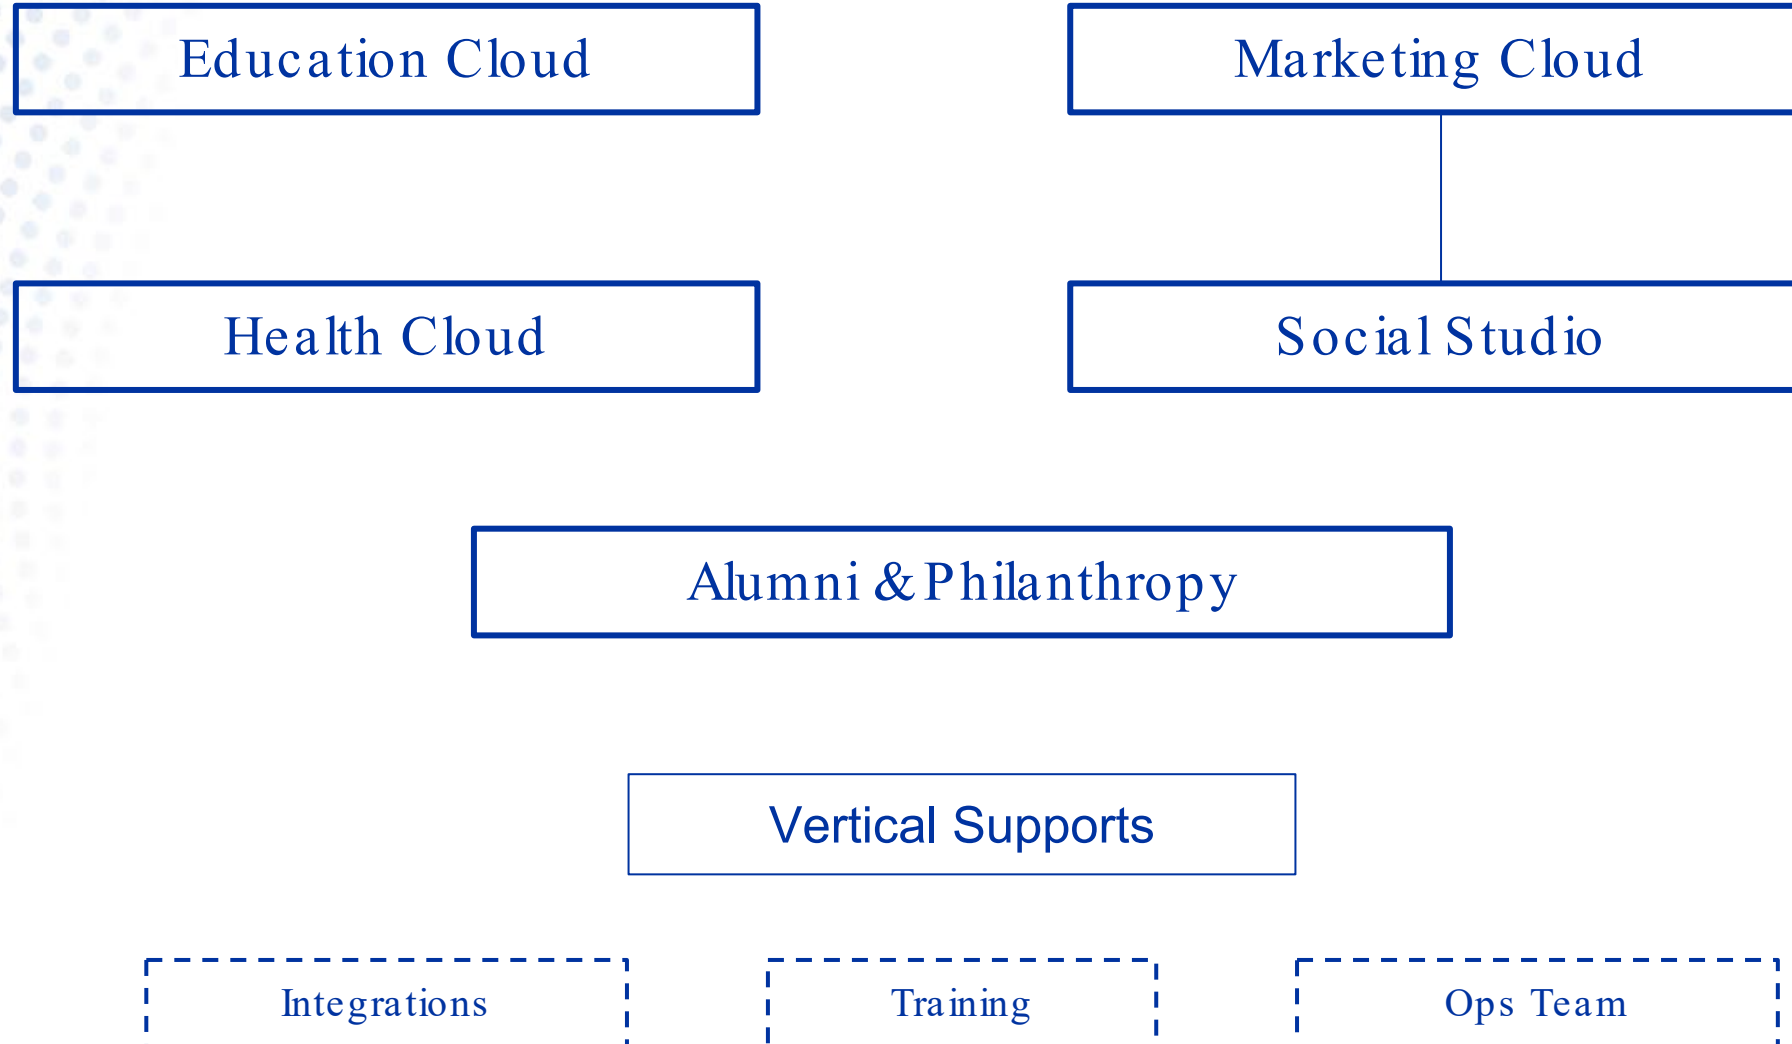 Education Cloud
Marketing Cloud
Health Cloud
Social Studio
Alumni & Philanthropy
Vertical Supports
Integrations
Training
Ops Team